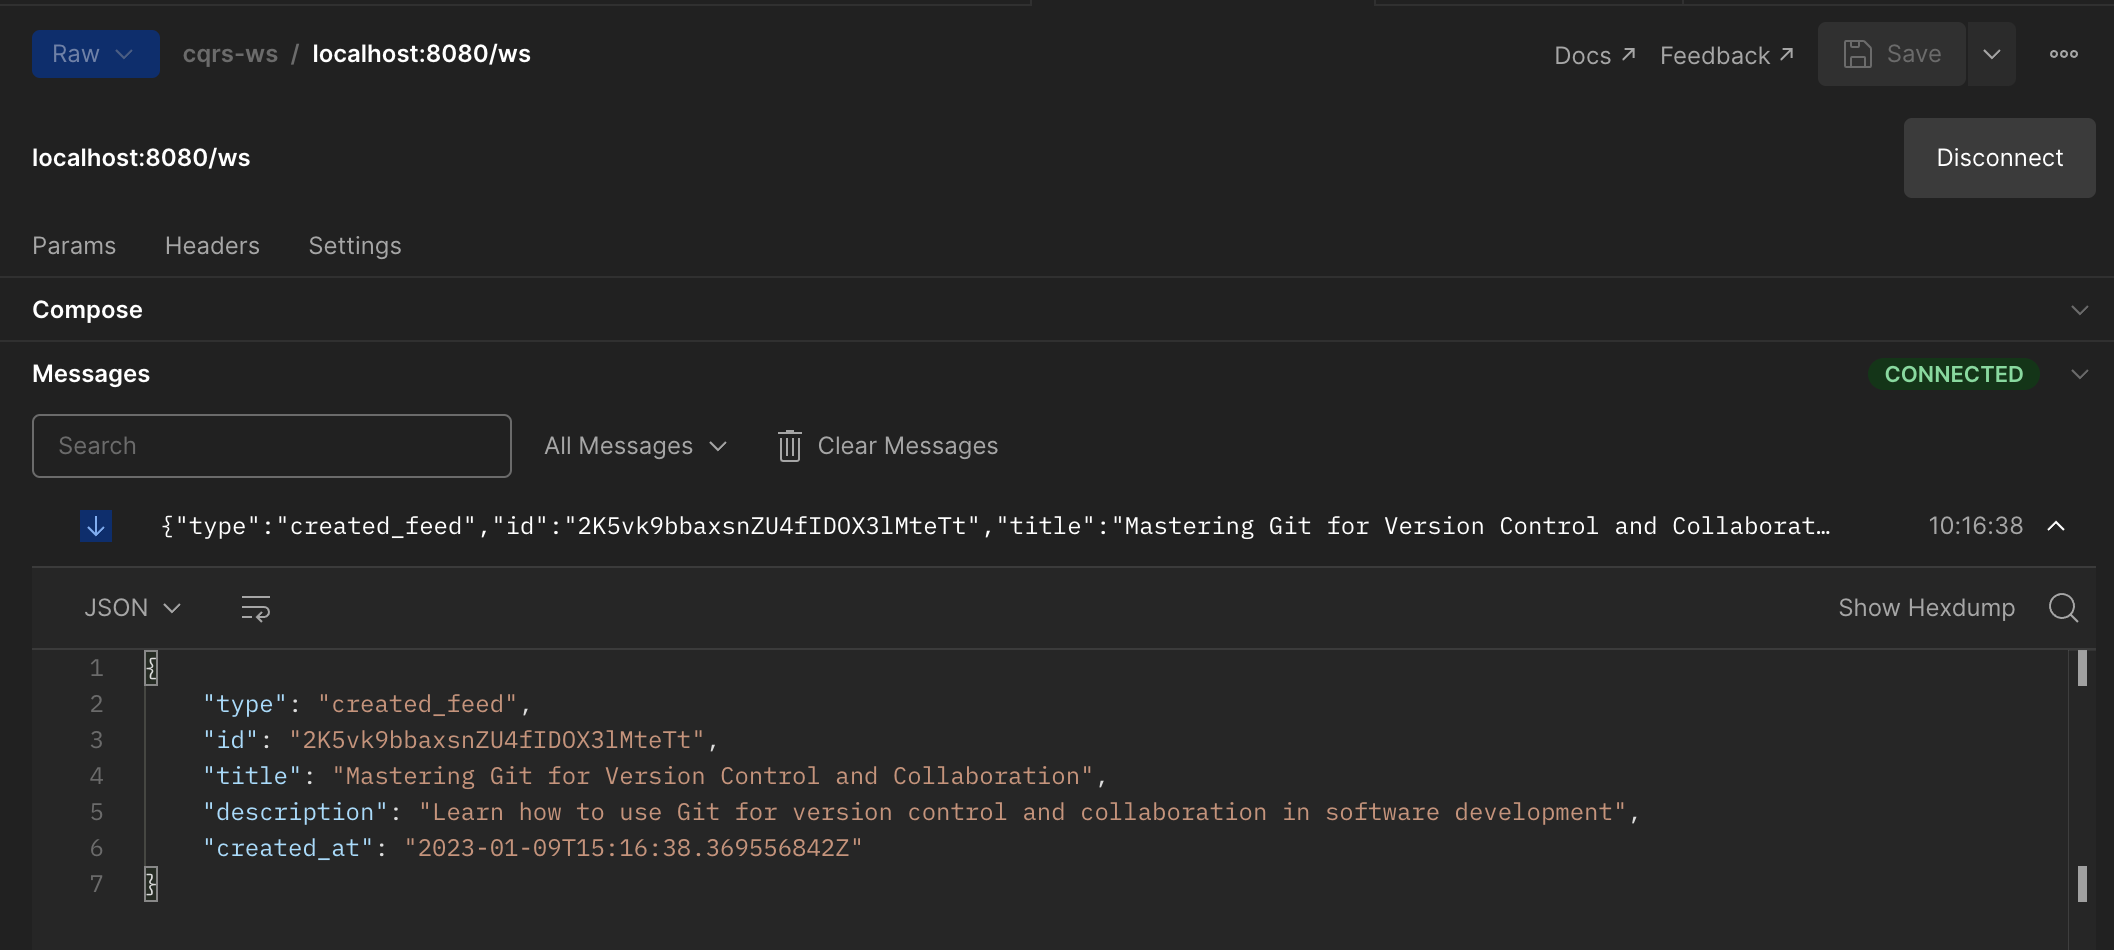 Raw cqrs-ws / localhost:8080/ws Docs ↗ Feedback ↗ Save
localhost:8080/ws Disconnect
Params Headers Settings
Compose
Messages CONNECTED
Search All Messages Clear Messages
{"type":"created_feed","id":"2K5vk9bbaxsnZU4fIDOX3lMteTt","title":"Mastering Git for Version Control and Collaborat… 10:16:38
JSON Show Hexdump
1 {
2 "type": "created_feed",
3 "id": "2K5vk9bbaxsnZU4fIDOX3lMteTt",
4 "title": "Mastering Git for Version Control and Collaboration",
5 "description": "Learn how to use Git for version control and collaboration in software development",
6 "created_at": "2023-01-09T15:16:38.369556842Z"
7 }